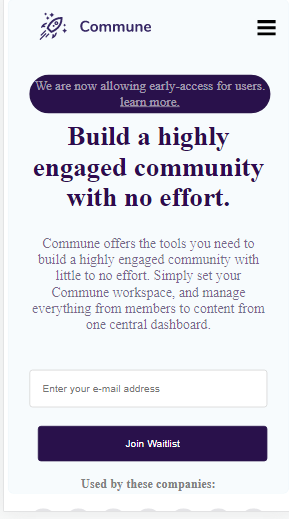 Commune
We are now allowing early-access for users.
learn more.
Build a highly
engaged community
with no effort.
Commune offers the tools you need to
build a highly engaged community with
little to no effort. Simply set your
Commune workspace, and manage
everything from members to content from
one central dashboard.
Enter your e-mail address
Join Waitlist
Used by these companies: